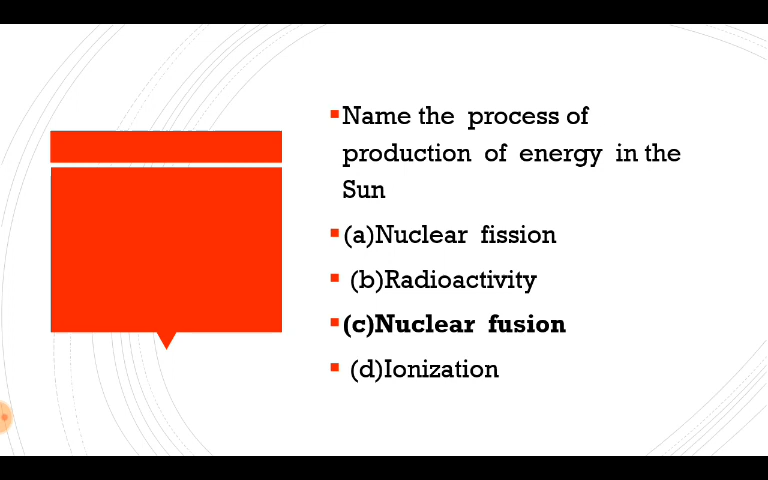 Name the process of
production of energy in the
Sun
(a)Nuclear fission
(b)Radioactivity
(c)Nuclear fusion
(d)Ionization